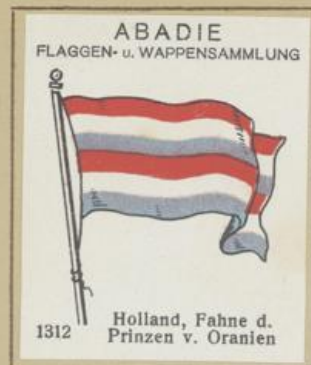 ABADIE
FLAGGEN- u. WAPPENSAMMLUNG
1312
Holland, Fahne d.
Prinzen v. Oranien